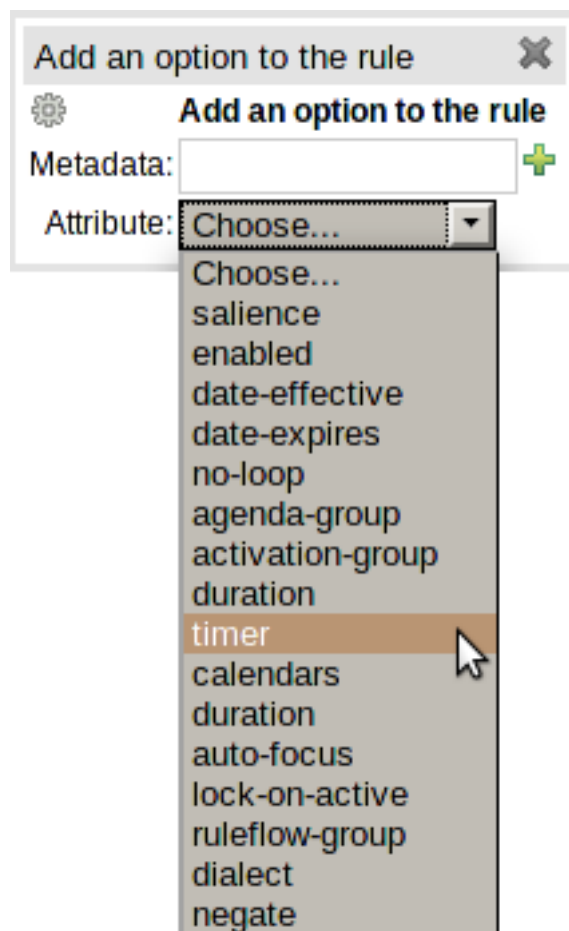 Add an option to the rule
Add an option to the rule
Metadata:
Attribute: Choose...
Choose...
salience
enabled
date-effective
date-expires
no-loop
agenda-group
activation-group
duration
timer
calendars
duration
auto-focus
lock-on-active
ruleflow-group
dialect
negate